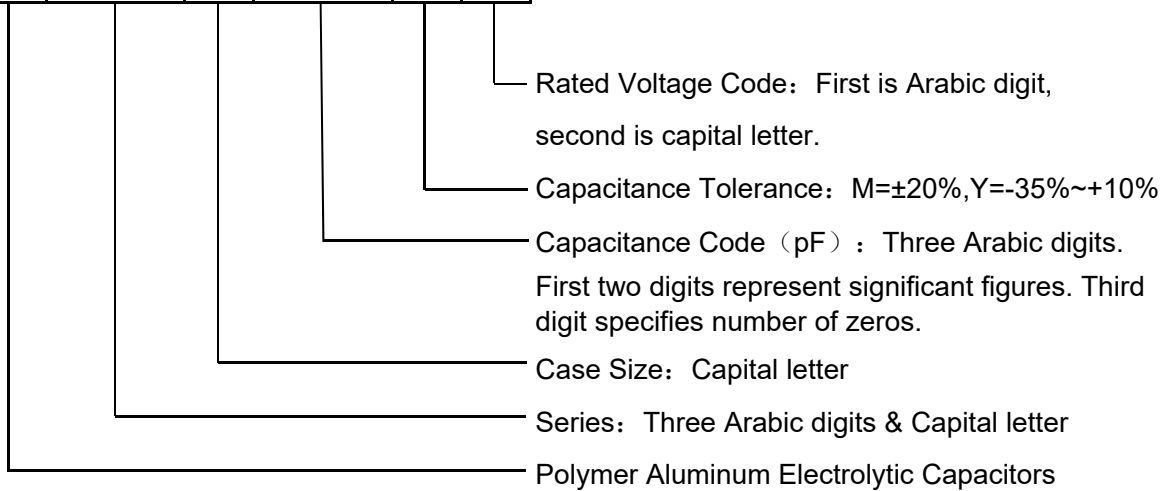 Rated Voltage Code：First is Arabic digit,
second is capital letter.
Capacitance Tolerance：M=±20%,Y=-35%~+10%
Capacitance Code（pF）：Three Arabic digits.
First two digits represent significant figures. Third
digit specifies number of zeros.
Case Size：Capital letter
Series：Three Arabic digits & Capital letter
Polymer Aluminum Electrolytic Capacitors